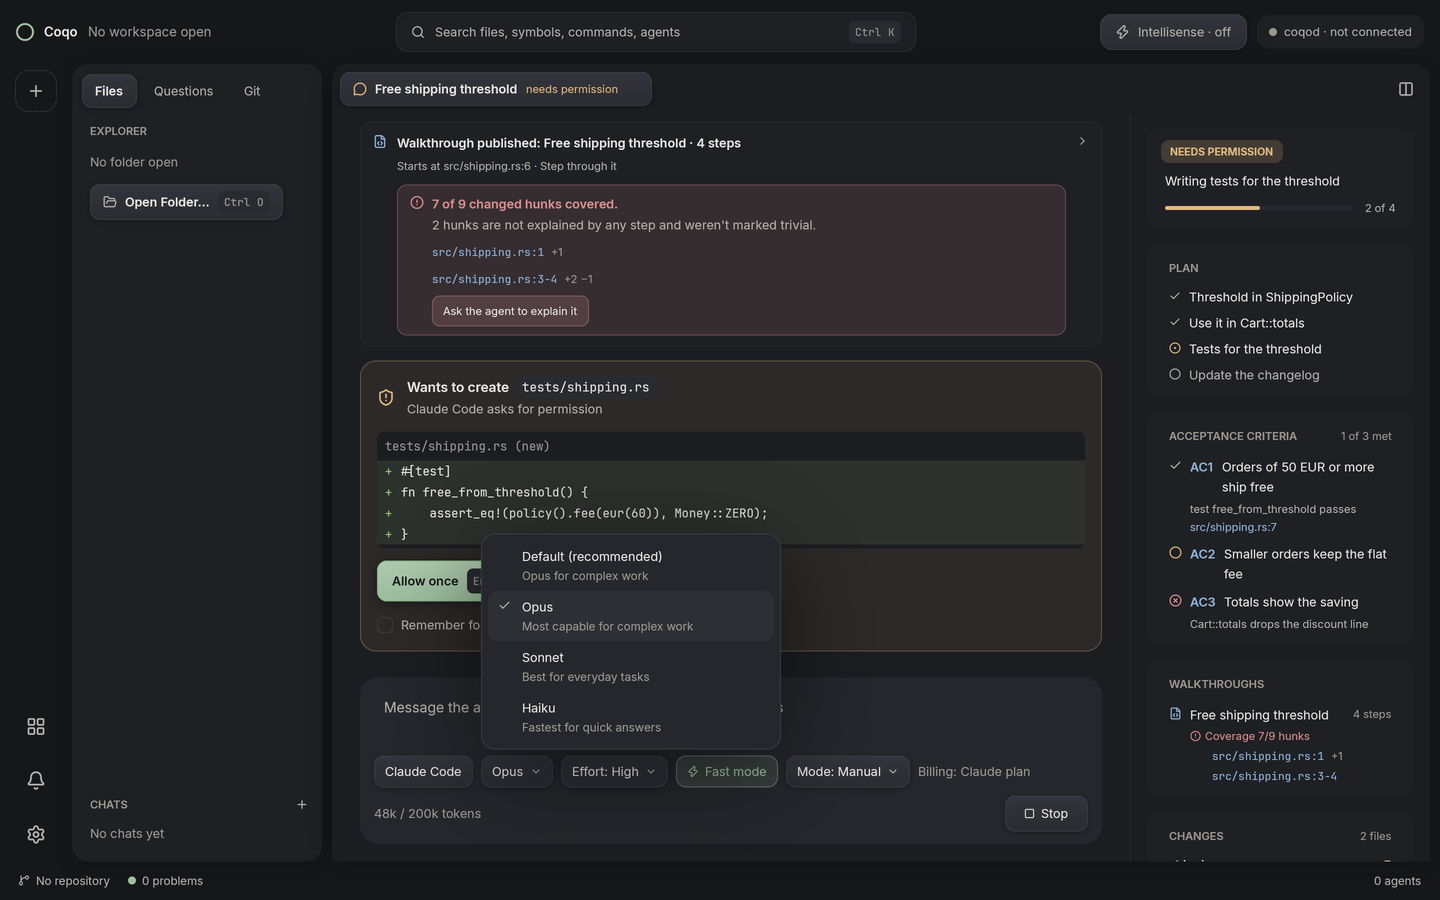 Coqo No workspace open
Search files, symbols, commands, agents Ctrl K
Intellisense · off
coqod · not connected
Files Questions Git
EXPLORER
No folder open
Open Folder... Ctrl O
CHATS
No chats yet
Free shipping threshold needs permission
Walkthrough published: Free shipping threshold · 4 steps
Starts at src/shipping.rs:6 · Step through it
7 of 9 changed hunks covered.
2 hunks are not explained by any step and weren't marked trivial.
src/shipping.rs:1 +1
src/shipping.rs:3-4 +2 −1
Ask the agent to explain it
Wants to create tests/shipping.rs
Claude Code asks for permission
tests/shipping.rs (new)
+ #[test]
+ fn free_from_threshold() {
+ assert_eq!(policy().fee(eur(60)), Money::ZERO);
+ }
Allow once
Remember fo
Default (recommended)
Opus for complex work
Opus
Most capable for complex work
Sonnet
Best for everyday tasks
Haiku
Fastest for quick answers
Message the a
Claude Code Opus Effort: High Fast mode Mode: Manual Billing: Claude plan
48k / 200k tokens
Stop
NEEDS PERMISSION
Writing tests for the threshold
2 of 4
PLAN
Threshold in ShippingPolicy
Use it in Cart::totals
Tests for the threshold
Update the changelog
ACCEPTANCE CRITERIA 1 of 3 met
AC1 Orders of 50 EUR or more
ship free
test free_from_threshold passes
src/shipping.rs:7
AC2 Smaller orders keep the flat
fee
AC3 Totals show the saving
Cart::totals drops the discount line
WALKTHROUGHS
Free shipping threshold 4 steps
Coverage 7/9 hunks
src/shipping.rs:1 +1
src/shipping.rs:3-4
CHANGES 2 files
No repository 0 problems
0 agents